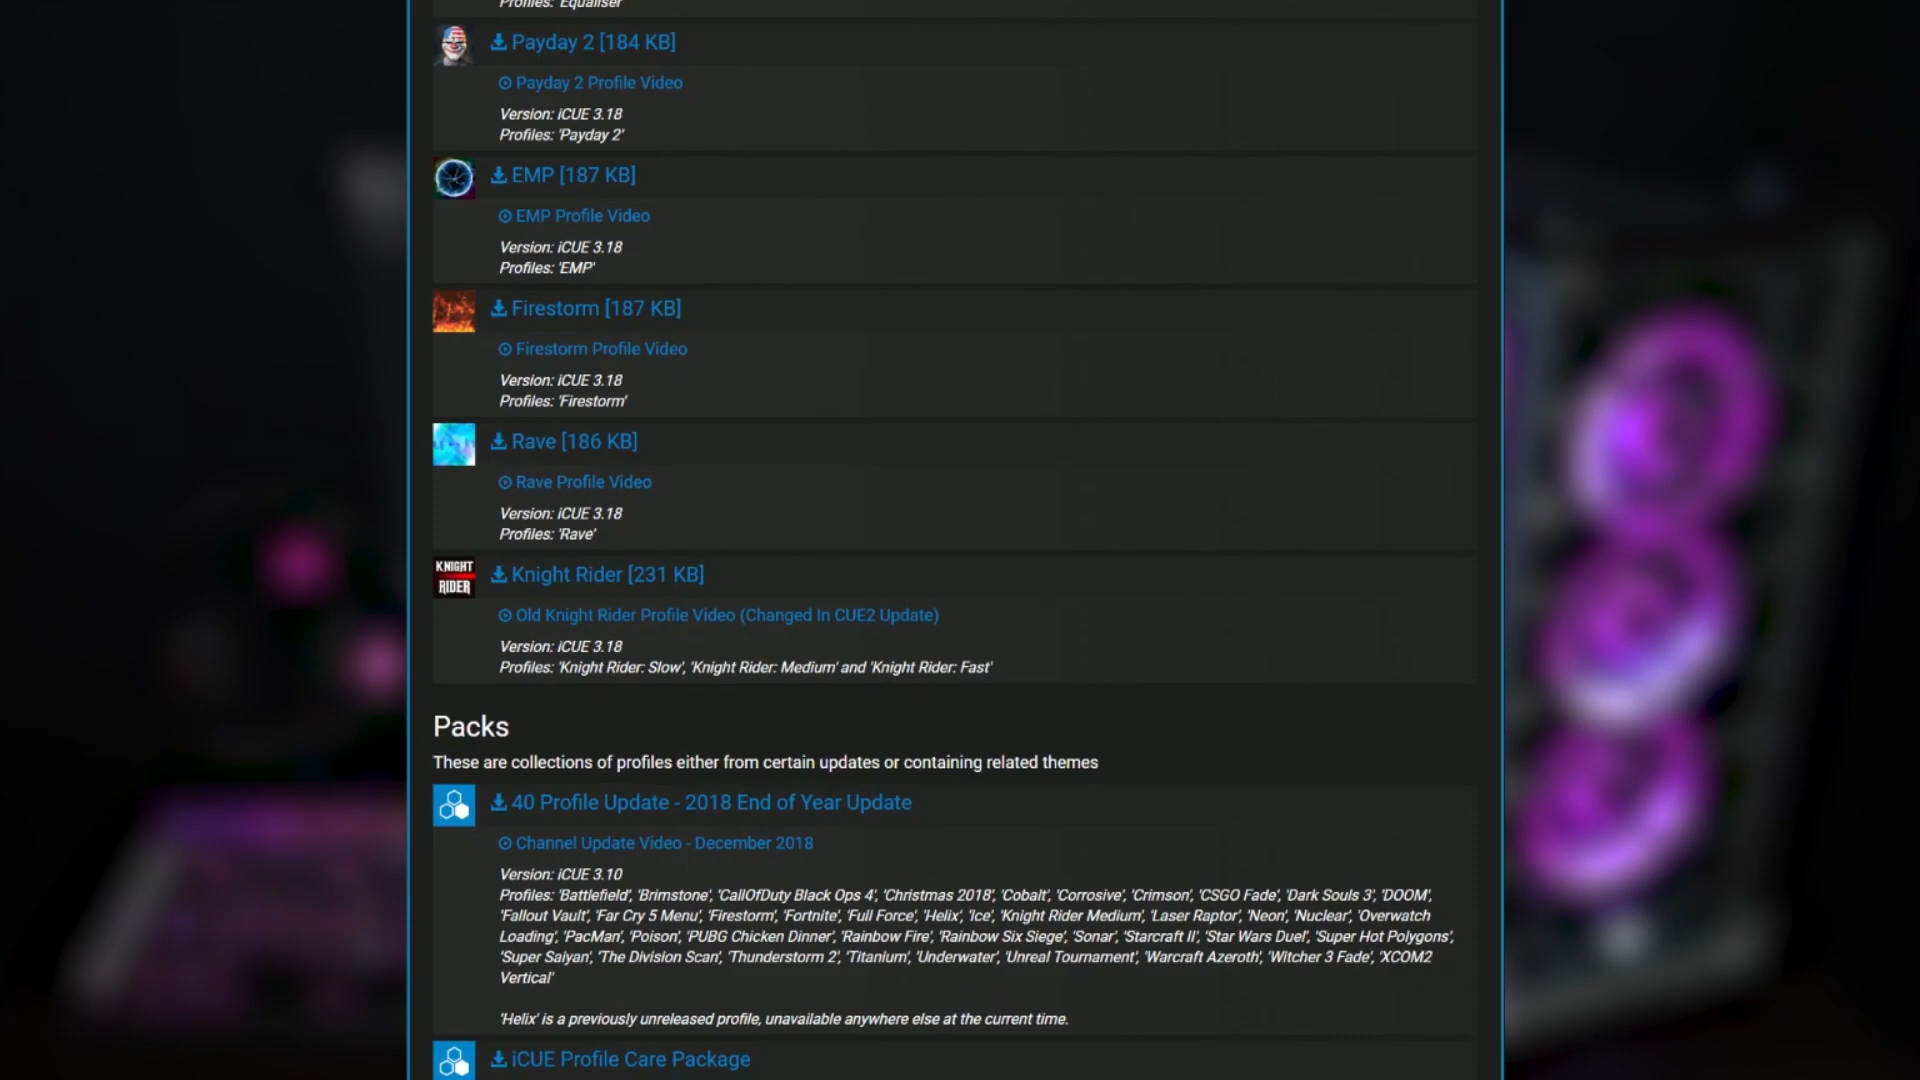 Profiles: 'Equaliser'
Payday 2 [184 KB]
Payday 2 Profile Video
Version: iCUE 3.18
Profiles: 'Payday 2'
EMP [187 KB]
EMP Profile Video
Version: iCUE 3.18
Profiles: 'EMP'
Firestorm [187 KB]
Firestorm Profile Video
Version: iCUE 3.18
Profiles: 'Firestorm'
Rave [186 KB]
Rave Profile Video
Version: iCUE 3.18
Profiles: 'Rave'
KNIGHT
RIDER
Knight Rider [231 KB]
Old Knight Rider Profile Video (Changed In CUE2 Update)
Version: iCUE 3.18
Profiles: 'Knight Rider: Slow', 'Knight Rider: Medium' and 'Knight Rider: Fast'
Packs
These are collections of profiles either from certain updates or containing related themes
40 Profile Update - 2018 End of Year Update
Channel Update Video - December 2018
Version: iCUE 3.10
Profiles: 'Battlefield', 'Brimstone', 'CallOfDuty Black Ops 4', 'Christmas 2018', 'Cobalt', 'Corrosive', 'Crimson', 'CSGO Fade', 'Dark Souls 3', 'DOOM',
'Fallout Vault', 'Far Cry 5 Menu', 'Firestorm', 'Fortnite', 'Full Force', 'Helix', 'Ice', 'Knight Rider Medium', 'Laser Raptor', 'Neon', 'Nuclear', 'Overwatch
Loading', 'PacMan', 'Poison', 'PUBG Chicken Dinner', 'Rainbow Fire', 'Rainbow Six Siege', 'Sonar', 'Starcraft II', 'Star Wars Duel', 'Super Hot Polygons',
'Super Saiyan', 'The Division Scan', 'Thunderstorm 2', 'Titanium', 'Underwater', 'Unreal Tournament', 'Warcraft Azeroth', 'Witcher 3 Fade', 'XCOM2
Vertical'
'Helix' is a previously unreleased profile, unavailable anywhere else at the current time.
iCUE Profile Care Package